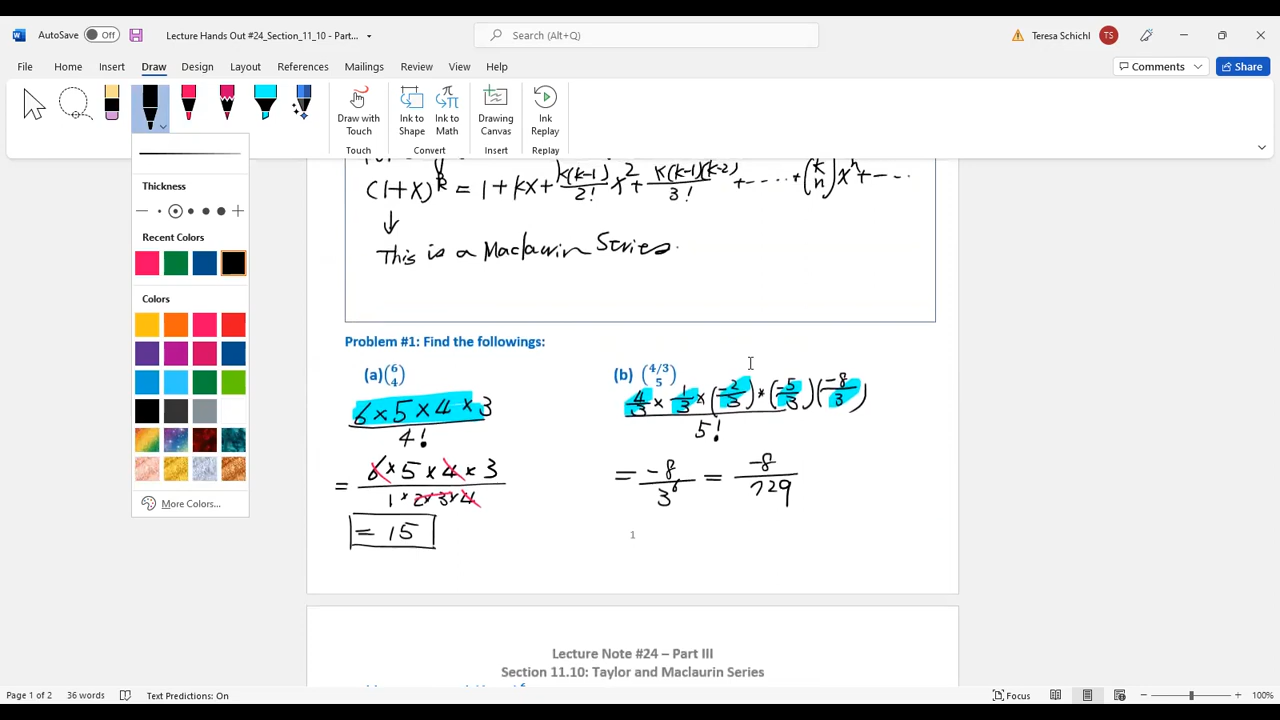 AutoSave Off Lecture Hands Out #24_Section_11_10 - Part... Search (Alt+Q) Teresa Schichl TS
File Home Insert Draw Design Layout References Mailings Review View Help Comments Share
Draw with Touch Ink to Shape Ink to Math Drawing Canvas Ink Replay
Touch Convert Insert Replay
Thickness
Recent Colors
Colors
More Colors...
(1+X)^k = 1 + kx + k(k-1)/2! x^2 + k(k-1)(k-2)/3! + ---- + (k n) x^n + ---
↓
This is a Maclaurin Series.
Problem #1: Find the followings:
(a) (6 4)
6 × 5 × 4 × 3 / 4!
= 6 × 5 × 4 × 3 / 1 × 2 × 3 × 4
= 15
(b) (4/3 5)
4/3 × 1/3 × (-2/3) * (-5/3)(-8/3) / 5!
= -8/3^6 = -8/729
1
Lecture Note #24 – Part III
Section 11.10: Taylor and Maclaurin Series
Page 1 of 2 36 words Text Predictions: On Focus 100%